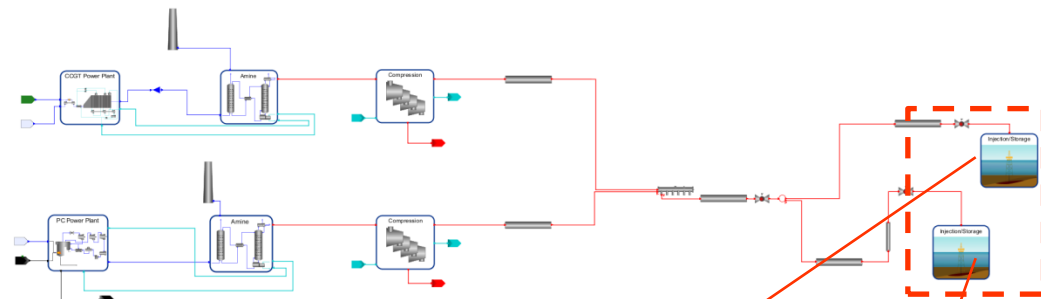 CCGT Power Plant
Amine
Compression
Injection/Storage
PC Power Plant
Amine
Compression
Injection/Storage